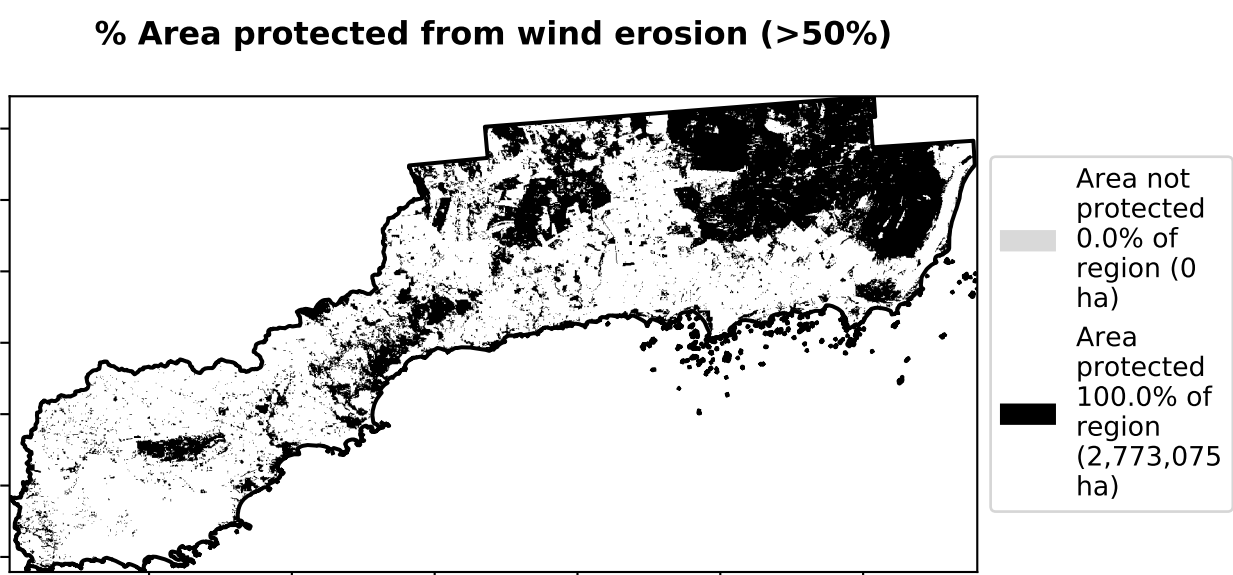 % Area protected from wind erosion (>50%)
Area not
protected
0.0% of
region (0
ha)
Area
protected
100.0% of
region
(2,773,075
ha)